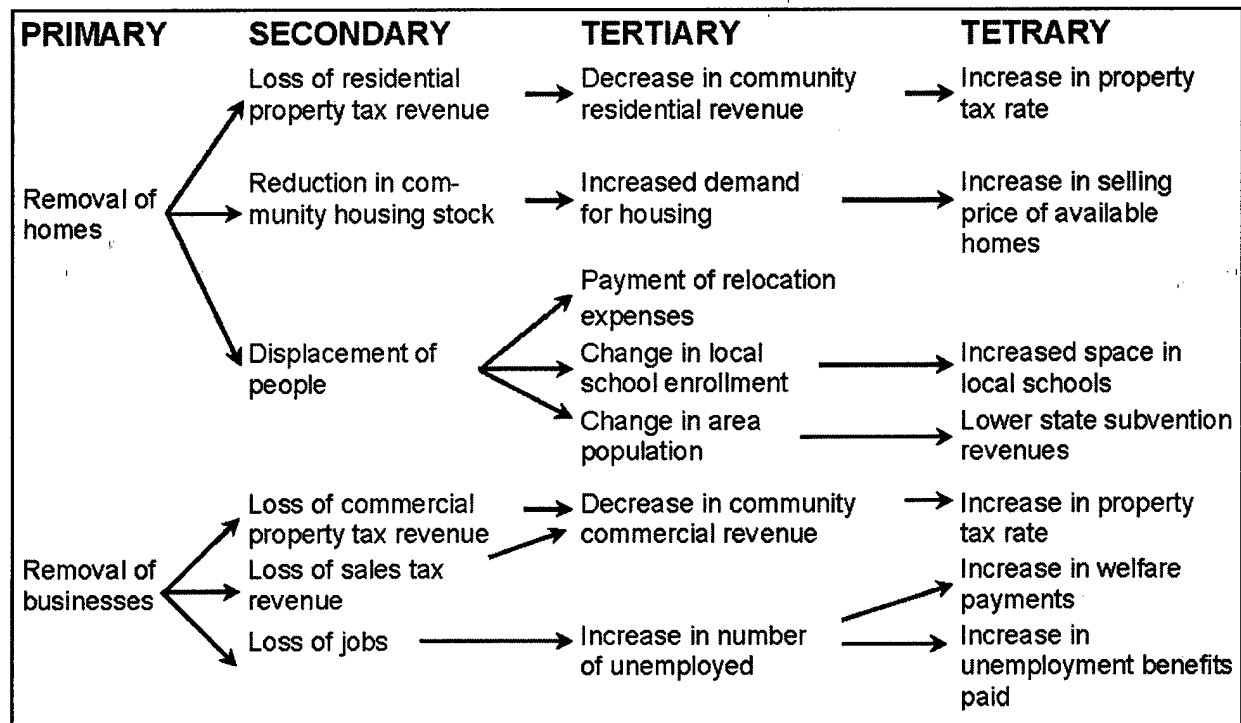 PRIMARY SECONDARY TERTIARY TETRARY
Loss of residential
property tax revenue
Decrease in community
residential revenue
Increase in property
tax rate
Removal of
homes
Reduction in com-
munity housing stock
Increased demand
for housing
Increase in selling
price of available
homes
Displacement of
people
Payment of relocation
expenses
Change in local
school enrollment
Increased space in
local schools
Change in area
population
Lower state subvention
revenues
Removal of
businesses
Loss of commercial
property tax revenue
Decrease in community
commercial revenue
Increase in property
tax rate
Loss of sales tax
revenue
Loss of jobs
Increase in number
of unemployed
Increase in welfare
payments
Increase in
unemployment benefits
paid